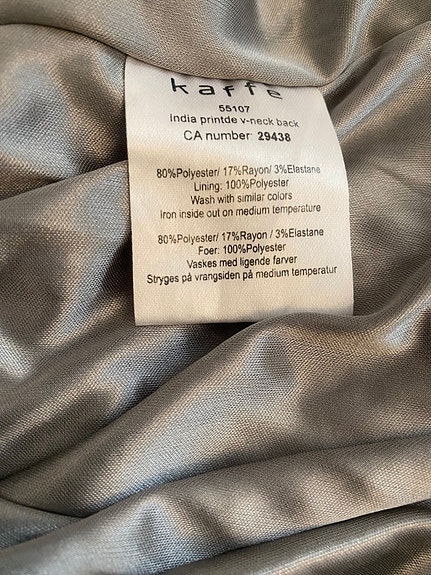 kaffe
55107
India printde v-neck back
CA number: 29438
80%Polyester/ 17%Rayon/ 3%Elastane
Lining: 100%Polyester
Wash with similar colors
Iron inside out on medium temperature
80%Polyester/ 17%Rayon / 3%Elastane
Foer: 100%Polyester
Vaskes med ligende farver
Stryges på vrangsiden på medium temperatur